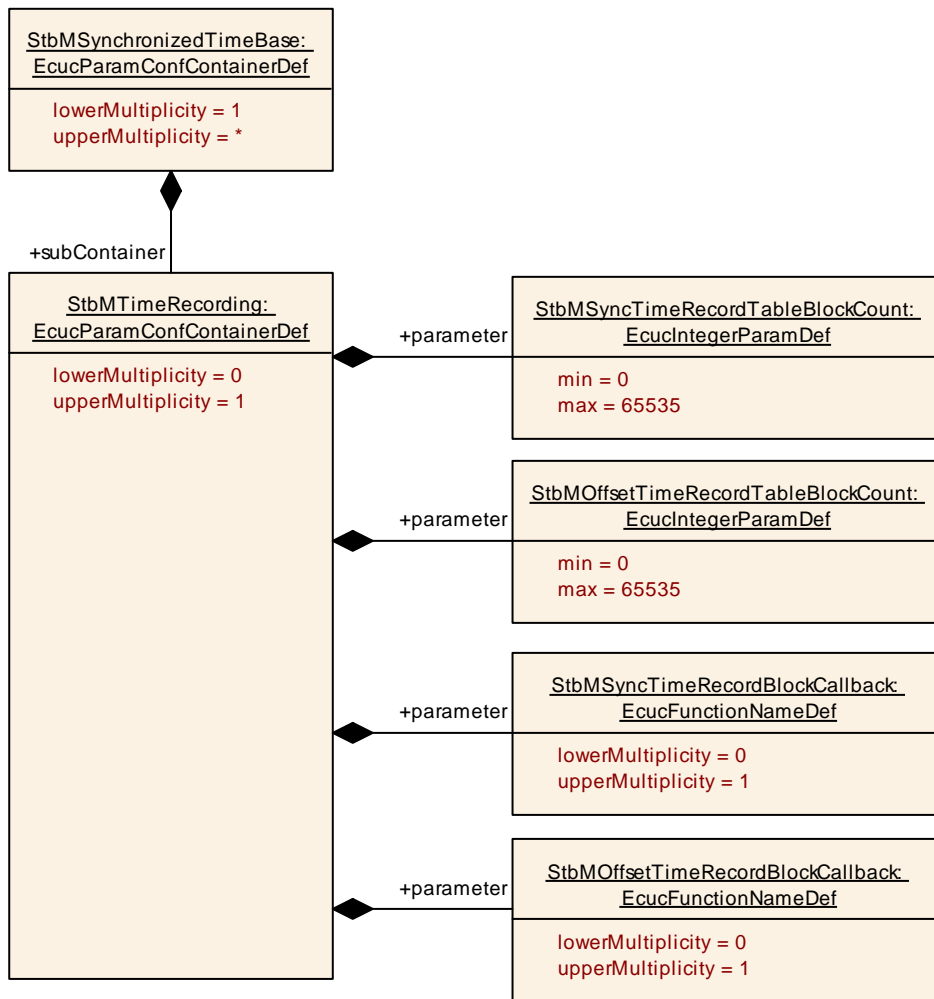 StbMSynchronizedTimeBase:
EcucParamConfContainerDef
lowerMultiplicity = 1
upperMultiplicity = *
+subContainer
StbMTimeRecording:
EcucParamConfContainerDef
lowerMultiplicity = 0
upperMultiplicity = 1
+parameter
StbMSyncTimeRecordTableBlockCount:
EcucIntegerParamDef
min = 0
max = 65535
+parameter
StbMOffsetTimeRecordTableBlockCount:
EcucIntegerParamDef
min = 0
max = 65535
+parameter
StbMSyncTimeRecordBlockCallback:
EcucFunctionNameDef
lowerMultiplicity = 0
upperMultiplicity = 1
+parameter
StbMOffsetTimeRecordBlockCallback:
EcucFunctionNameDef
lowerMultiplicity = 0
upperMultiplicity = 1